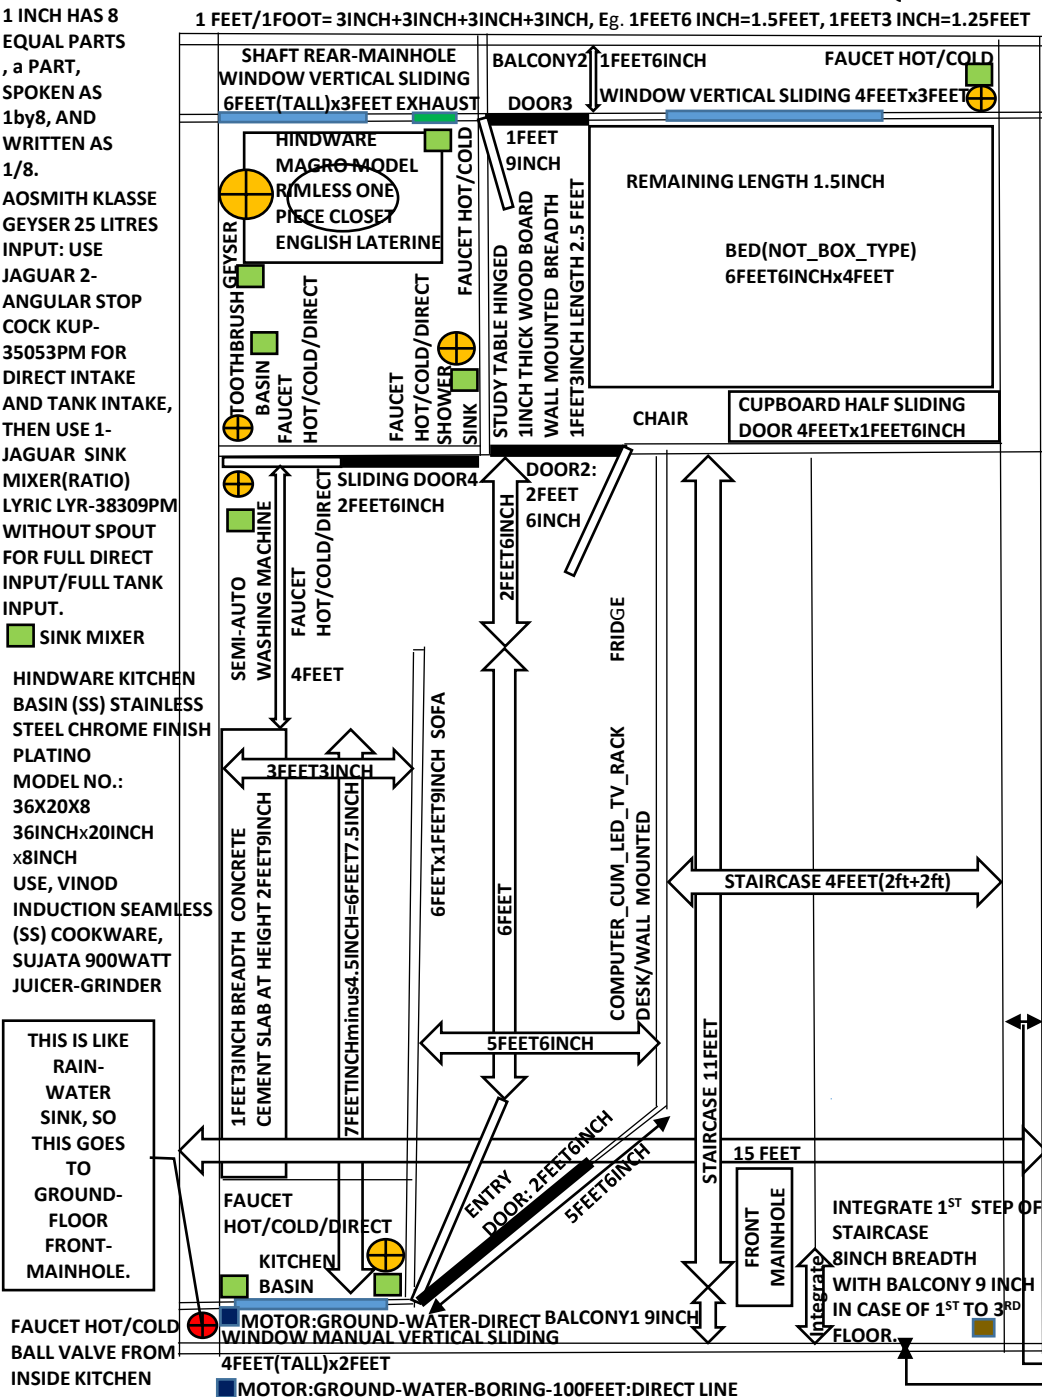 1 INCH HAS 8
EQUAL PARTS
, a PART,
SPOKEN AS
1by8, AND
WRITTEN AS
1/8.
AOSMITH KLASSE
GEYSER 25 LITRES
INPUT: USE
JAGUAR 2-
ANGULAR STOP
COCK KUP-
35053PM FOR
DIRECT INTAKE
AND TANK INTAKE,
THEN USE 1-
JAGUAR SINK
MIXER(RATIO)
LYRIC LYR-38309PM
WITHOUT SPOUT
FOR FULL DIRECT
INPUT/FULL TANK
INPUT.
SINK MIXER
HINDWARE KITCHEN
BASIN (SS) STAINLESS
STEEL CHROME FINISH
PLATINO
MODEL NO.:
36X20X8
36INCHx20INCH
x8INCH
USE, VINOD
INDUCTION SEAMLESS
(SS) COOKWARE,
SUJATA 900WATT
JUICER-GRINDER
THIS IS LIKE
RAIN-
WATER
SINK, SO
THIS GOES
TO
GROUND-
FLOOR
FRONT-
MAINHOLE.
FAUCET HOT/COLD
BALL VALVE FROM
INSIDE KITCHEN
1 FEET/1FOOT= 3INCH+3INCH+3INCH+3INCH, Eg. 1FEET6 INCH=1.5FEET, 1FEET3 INCH=1.25FEET
SHAFT REAR-MAINHOLE
WINDOW VERTICAL SLIDING
6FEET(TALL)x3FEET EXHAUST
BALCONY2
1FEET6INCH
FAUCET HOT/COLD
WINDOW VERTICAL SLIDING 4FEETx3FEET
DOOR3
1FEET
9INCH
HINDWARE
MAGRO MODEL
RIMLESS ONE
PIECE CLOSET
ENGLISH LATERINE
FAUCET HOT/COLD
GEYSER
TOOTHBRUSH
BASIN
FAUCET
HOT/COLD/DIRECT
FAUCET
HOT/COLD/DIRECT
SHOWER
SINK
STUDY TABLE HINGED
1INCH THICK WOOD BOARD
WALL MOUNTED BREADTH
1FEET3INCH LENGTH 2.5 FEET
REMAINING LENGTH 1.5INCH
BED(NOT_BOX_TYPE)
6FEET6INCHx4FEET
CHAIR
CUPBOARD HALF SLIDING
DOOR 4FEETx1FEET6INCH
SLIDING DOOR4
2FEET6INCH
DOOR2:
2FEET
6INCH
2FEET6INCH
SEMI-AUTO
WASHING MACHINE
FAUCET
HOT/COLD/DIRECT
4FEET
FRIDGE
3FEET3INCH
1FEET3INCH BREADTH CONCRETE
CEMENT SLAB AT HEIGHT 2FEET9INCH
7FEETINCHminus4.5INCH=6FEET7.5INCH
6FEETx1FEET9INCH SOFA
6FEET
COMPUTER_CUM_LED_TV_RACK
DESK/WALL MOUNTED
STAIRCASE 4FEET(2ft+2ft)
5FEET6INCH
STAIRCASE 11FEET
15 FEET
ENTRY
DOOR: 2FEET6INCH
5FEET6INCH
FRONT
MAINHOLE
FAUCET
HOT/COLD/DIRECT
KITCHEN
BASIN
INTEGRATE 1ST STEP OF
STAIRCASE
8INCH BREADTH
WITH BALCONY 9 INCH
IN CASE OF 1ST TO 3RD
FLOOR.
Integrate
MOTOR:GROUND-WATER-DIRECT
BALCONY1 9INCH
WINDOW MANUAL VERTICAL SLIDING
4FEET(TALL)x2FEET
MOTOR:GROUND-WATER-BORING-100FEET:DIRECT LINE